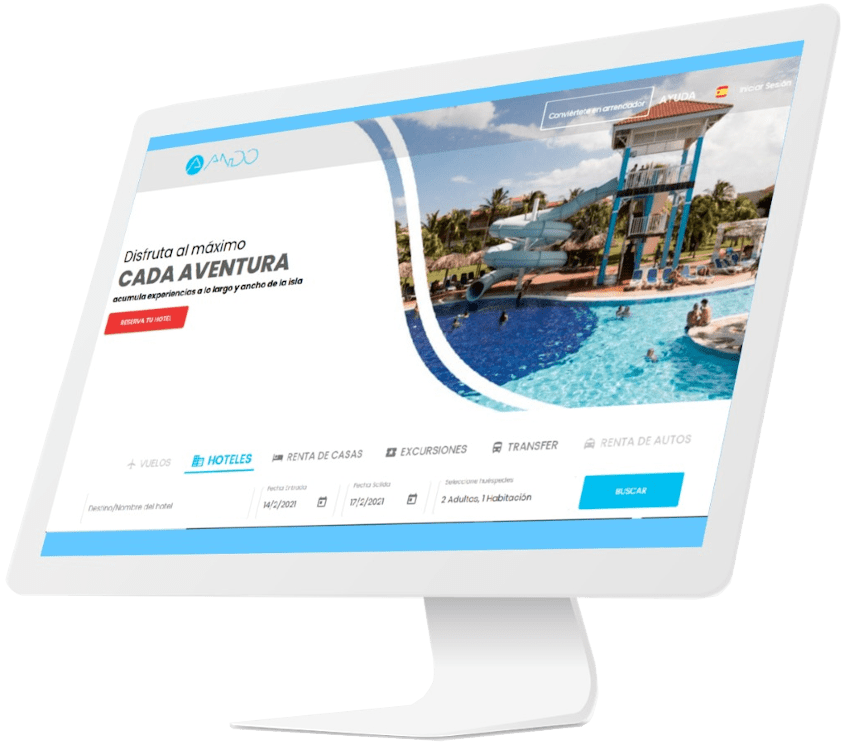 Conviértete en arrendador
AYUDA
Iniciar Sesión
ANDO
Disfruta al máximo
CADA AVENTURA
acumula experiencias a lo largo y ancho de la isla
RESERVA TU HOTEL
VUELOS
HOTELES
RENTA DE CASAS
EXCURSIONES
TRANSFER
RENTA DE AUTOS
Destino/Nombre del hotel
Fecha Entrada
14/2/2021
Fecha Salida
17/2/2021
Seleccione huéspedes
2 Adultos, 1 Habitación
BUSCAR